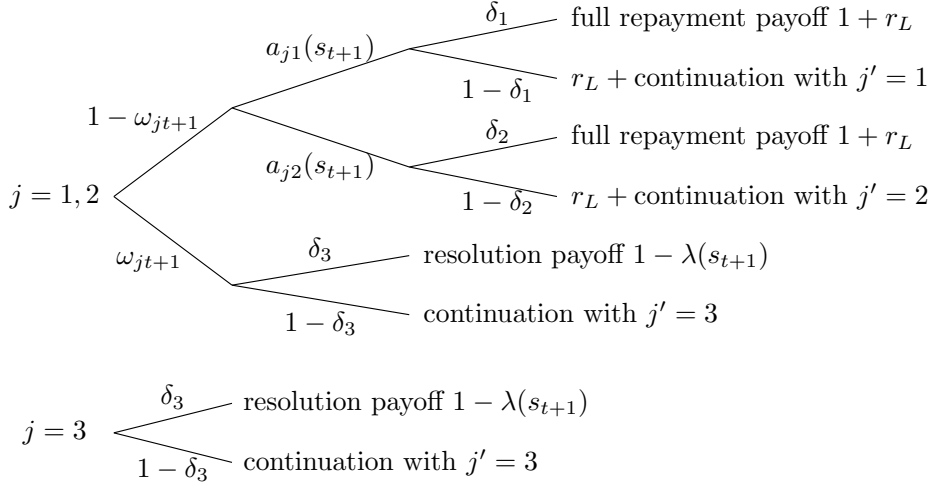 δ₁ full repayment payoff 1 + r_L
a_{j1}(s_{t+1})
1 − δ₁ r_L + continuation with j′ = 1
1 − ω_{jt+1}
δ₂ full repayment payoff 1 + r_L
a_{j2}(s_{t+1})
1 − δ₂ r_L + continuation with j′ = 2
j = 1, 2
ω_{jt+1}
δ₃ resolution payoff 1 − λ(s_{t+1})
1 − δ₃ continuation with j′ = 3
δ₃ resolution payoff 1 − λ(s_{t+1})
j = 3
1 − δ₃ continuation with j′ = 3